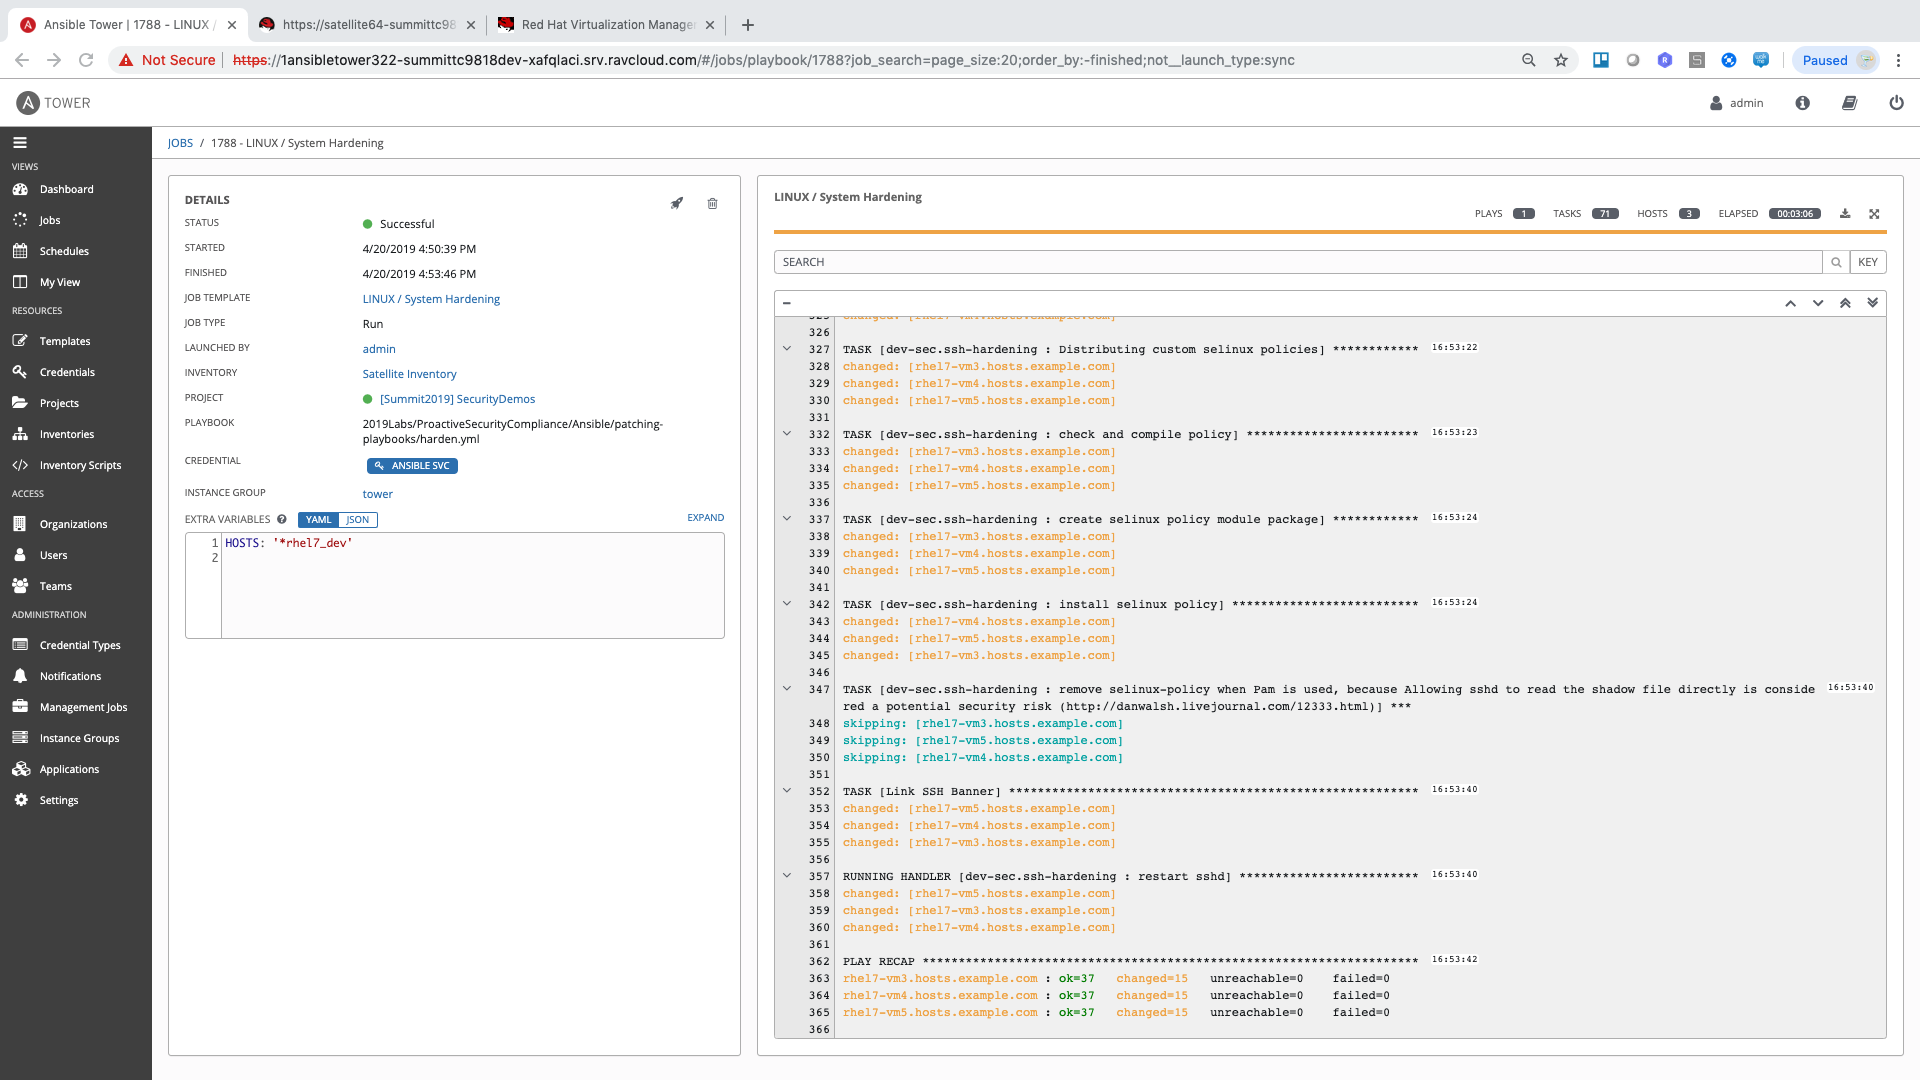 Ansible Tower | 1788 - LINUX /
https://satellite64-summittc98
Red Hat Virtualization Manager
Not Secure
https://1ansibletower322-summittc9818dev-xafqlaci.srv.ravcloud.com/#/jobs/playbook/1788?job_search=page_size:20;order_by:-finished;not__launch_type:sync
Paused
A TOWER
admin
VIEWS
Dashboard
Jobs
Schedules
My View
RESOURCES
Templates
Credentials
Projects
Inventories
Inventory Scripts
ACCESS
Organizations
Users
Teams
ADMINISTRATION
Credential Types
Notifications
Management Jobs
Instance Groups
Applications
Settings
JOBS / 1788 - LINUX / System Hardening
DETAILS
STATUS Successful
STARTED 4/20/2019 4:50:39 PM
FINISHED 4/20/2019 4:53:46 PM
JOB TEMPLATE LINUX / System Hardening
JOB TYPE Run
LAUNCHED BY admin
INVENTORY Satellite Inventory
PROJECT [Summit2019] SecurityDemos
PLAYBOOK 2019Labs/ProactiveSecurityCompliance/Ansible/patching-
playbooks/harden.yml
CREDENTIAL ANSIBLE SVC
INSTANCE GROUP tower
EXTRA VARIABLES ? YAML JSON EXPAND
1 HOSTS: '*rhel7_dev'
2
LINUX / System Hardening
PLAYS 1 TASKS 71 HOSTS 3 ELAPSED 00:03:06
SEARCH KEY
325 changed: [rhel7-vm4.hosts.example.com]
326
327 TASK [dev-sec.ssh-hardening : Distributing custom selinux policies] ************ 16:53:22
328 changed: [rhel7-vm3.hosts.example.com]
329 changed: [rhel7-vm4.hosts.example.com]
330 changed: [rhel7-vm5.hosts.example.com]
331
332 TASK [dev-sec.ssh-hardening : check and compile policy] ************************ 16:53:23
333 changed: [rhel7-vm3.hosts.example.com]
334 changed: [rhel7-vm4.hosts.example.com]
335 changed: [rhel7-vm5.hosts.example.com]
336
337 TASK [dev-sec.ssh-hardening : create selinux policy module package] ************ 16:53:24
338 changed: [rhel7-vm3.hosts.example.com]
339 changed: [rhel7-vm4.hosts.example.com]
340 changed: [rhel7-vm5.hosts.example.com]
341
342 TASK [dev-sec.ssh-hardening : install selinux policy] ************************** 16:53:24
343 changed: [rhel7-vm4.hosts.example.com]
344 changed: [rhel7-vm5.hosts.example.com]
345 changed: [rhel7-vm3.hosts.example.com]
346
347 TASK [dev-sec.ssh-hardening : remove selinux-policy when Pam is used, because Allowing sshd to read the shadow file directly is conside 16:53:40
red a potential security risk (http://danwalsh.livejournal.com/12333.html)] ***
348 skipping: [rhel7-vm3.hosts.example.com]
349 skipping: [rhel7-vm5.hosts.example.com]
350 skipping: [rhel7-vm4.hosts.example.com]
351
352 TASK [Link SSH Banner] ********************************************************* 16:53:40
353 changed: [rhel7-vm5.hosts.example.com]
354 changed: [rhel7-vm4.hosts.example.com]
355 changed: [rhel7-vm3.hosts.example.com]
356
357 RUNNING HANDLER [dev-sec.ssh-hardening : restart sshd] ************************* 16:53:40
358 changed: [rhel7-vm5.hosts.example.com]
359 changed: [rhel7-vm3.hosts.example.com]
360 changed: [rhel7-vm4.hosts.example.com]
361
362 PLAY RECAP ********************************************************************* 16:53:42
363 rhel7-vm3.hosts.example.com : ok=37 changed=15 unreachable=0 failed=0
364 rhel7-vm4.hosts.example.com : ok=37 changed=15 unreachable=0 failed=0
365 rhel7-vm5.hosts.example.com : ok=37 changed=15 unreachable=0 failed=0
366